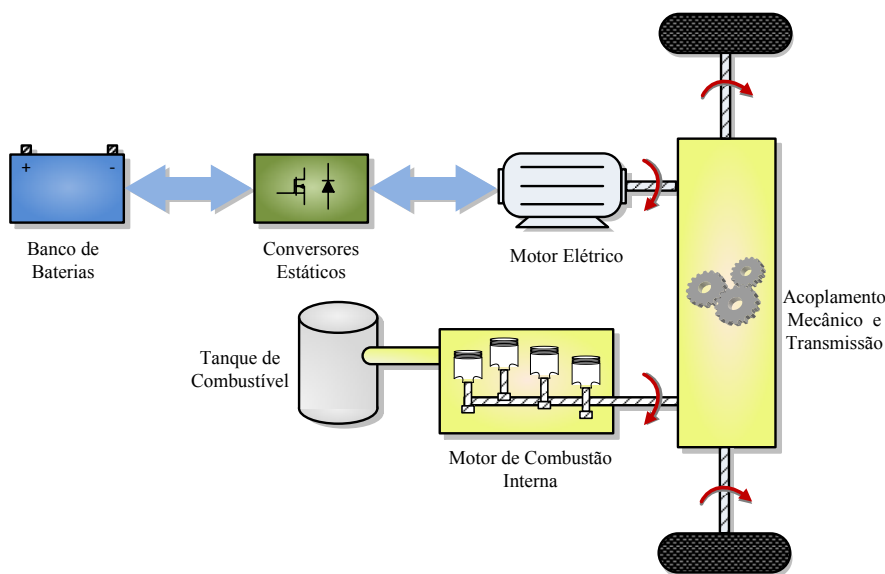 + -
Banco de
Baterias
Conversores
Estáticos
Motor Elétrico
Acoplamento
Mecânico e
Transmissão
Tanque de
Combustível
Motor de Combustão
Interna